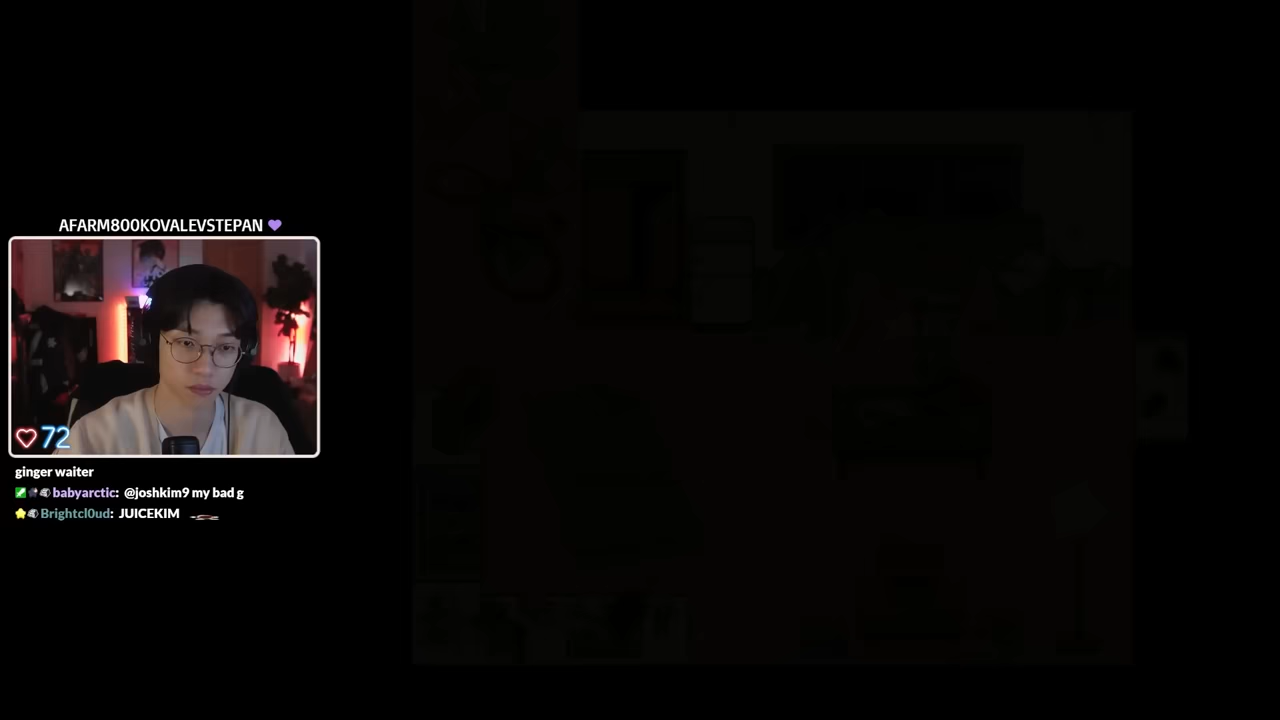 AFARM800KOVALEVSTEPAN
72
ginger waiter
babyarctic: @joshkim9 my bad g
Brightcl0ud: JUICEKIM